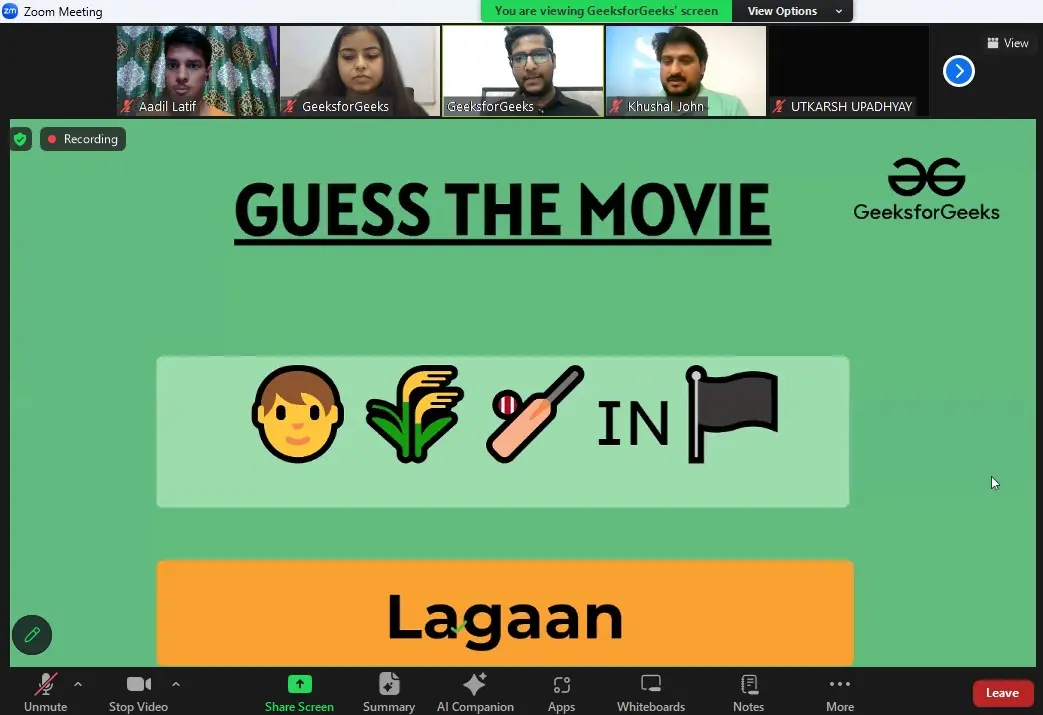 zm Zoom Meeting
You are viewing GeeksforGeeks' screen View Options
View
Aadil Latif GeeksforGeeks GeeksforGeeks Khushal John UTKARSH UPADHYAY
Recording
GUESS THE MOVIE
GeeksforGeeks
IN
Lagaan
Unmute Stop Video Share Screen Summary AI Companion Apps Whiteboards Notes More Leave